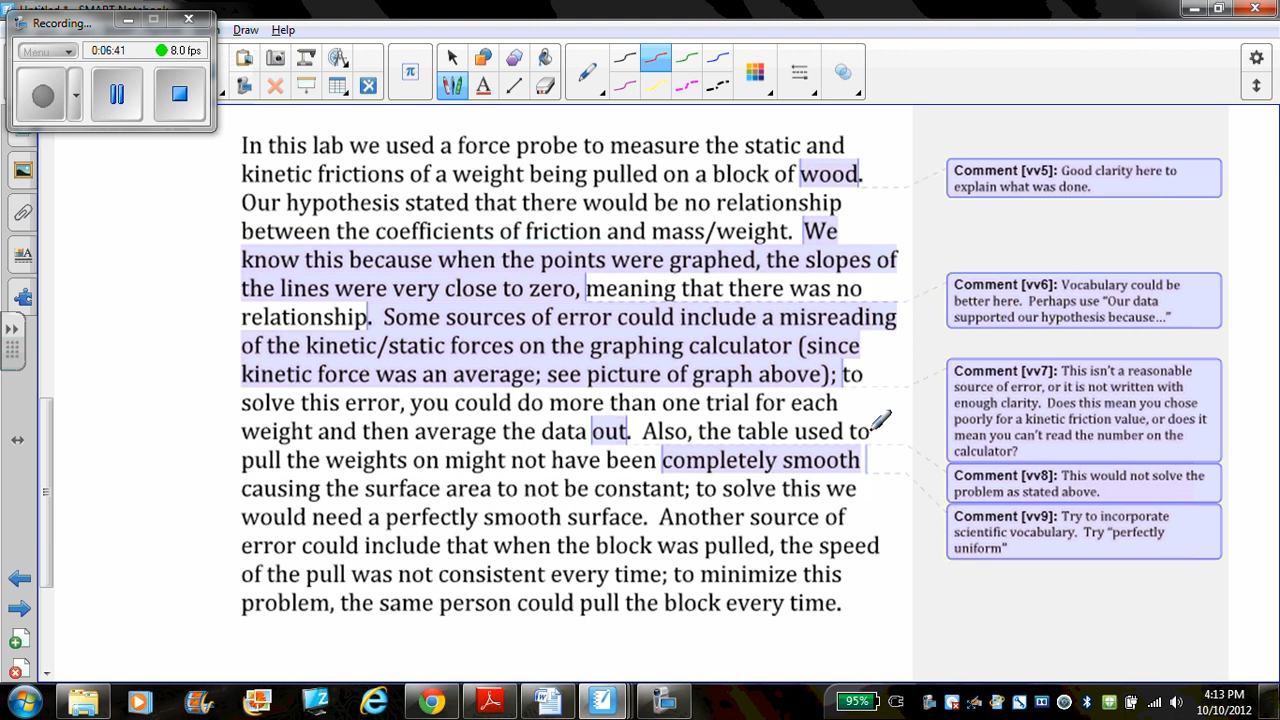 Untitled * - SMART Notebook
Recording...
Menu
0:06:41
8.0 fps
Draw Help
In this lab we used a force probe to measure the static and
kinetic frictions of a weight being pulled on a block of wood.
Our hypothesis stated that there would be no relationship
between the coefficients of friction and mass/weight.  We
know this because when the points were graphed, the slopes of
the lines were very close to zero, meaning that there was no
relationship.  Some sources of error could include a misreading
of the kinetic/static forces on the graphing calculator (since
kinetic force was an average; see picture of graph above); to
solve this error, you could do more than one trial for each
weight and then average the data out.  Also, the table used to
pull the weights on might not have been completely smooth
causing the surface area to not be constant; to solve this we
would need a perfectly smooth surface.  Another source of
error could include that when the block was pulled, the speed
of the pull was not consistent every time; to minimize this
problem, the same person could pull the block every time.
Comment [vv5]: Good clarity here to
explain what was done.
Comment [vv6]: Vocabulary could be
better here.  Perhaps use "Our data
supported our hypothesis because..."
Comment [vv7]: This isn't a reasonable
source of error, or it is not written with
enough clarity.  Does this mean you chose
poorly for a kinetic friction value, or does it
mean you can't read the number on the
calculator?
Comment [vv8]: This would not solve the
problem as stated above.
Comment [vv9]: Try to incorporate
scientific vocabulary.  Try "perfectly
uniform"
95%
4:13 PM
10/10/2012